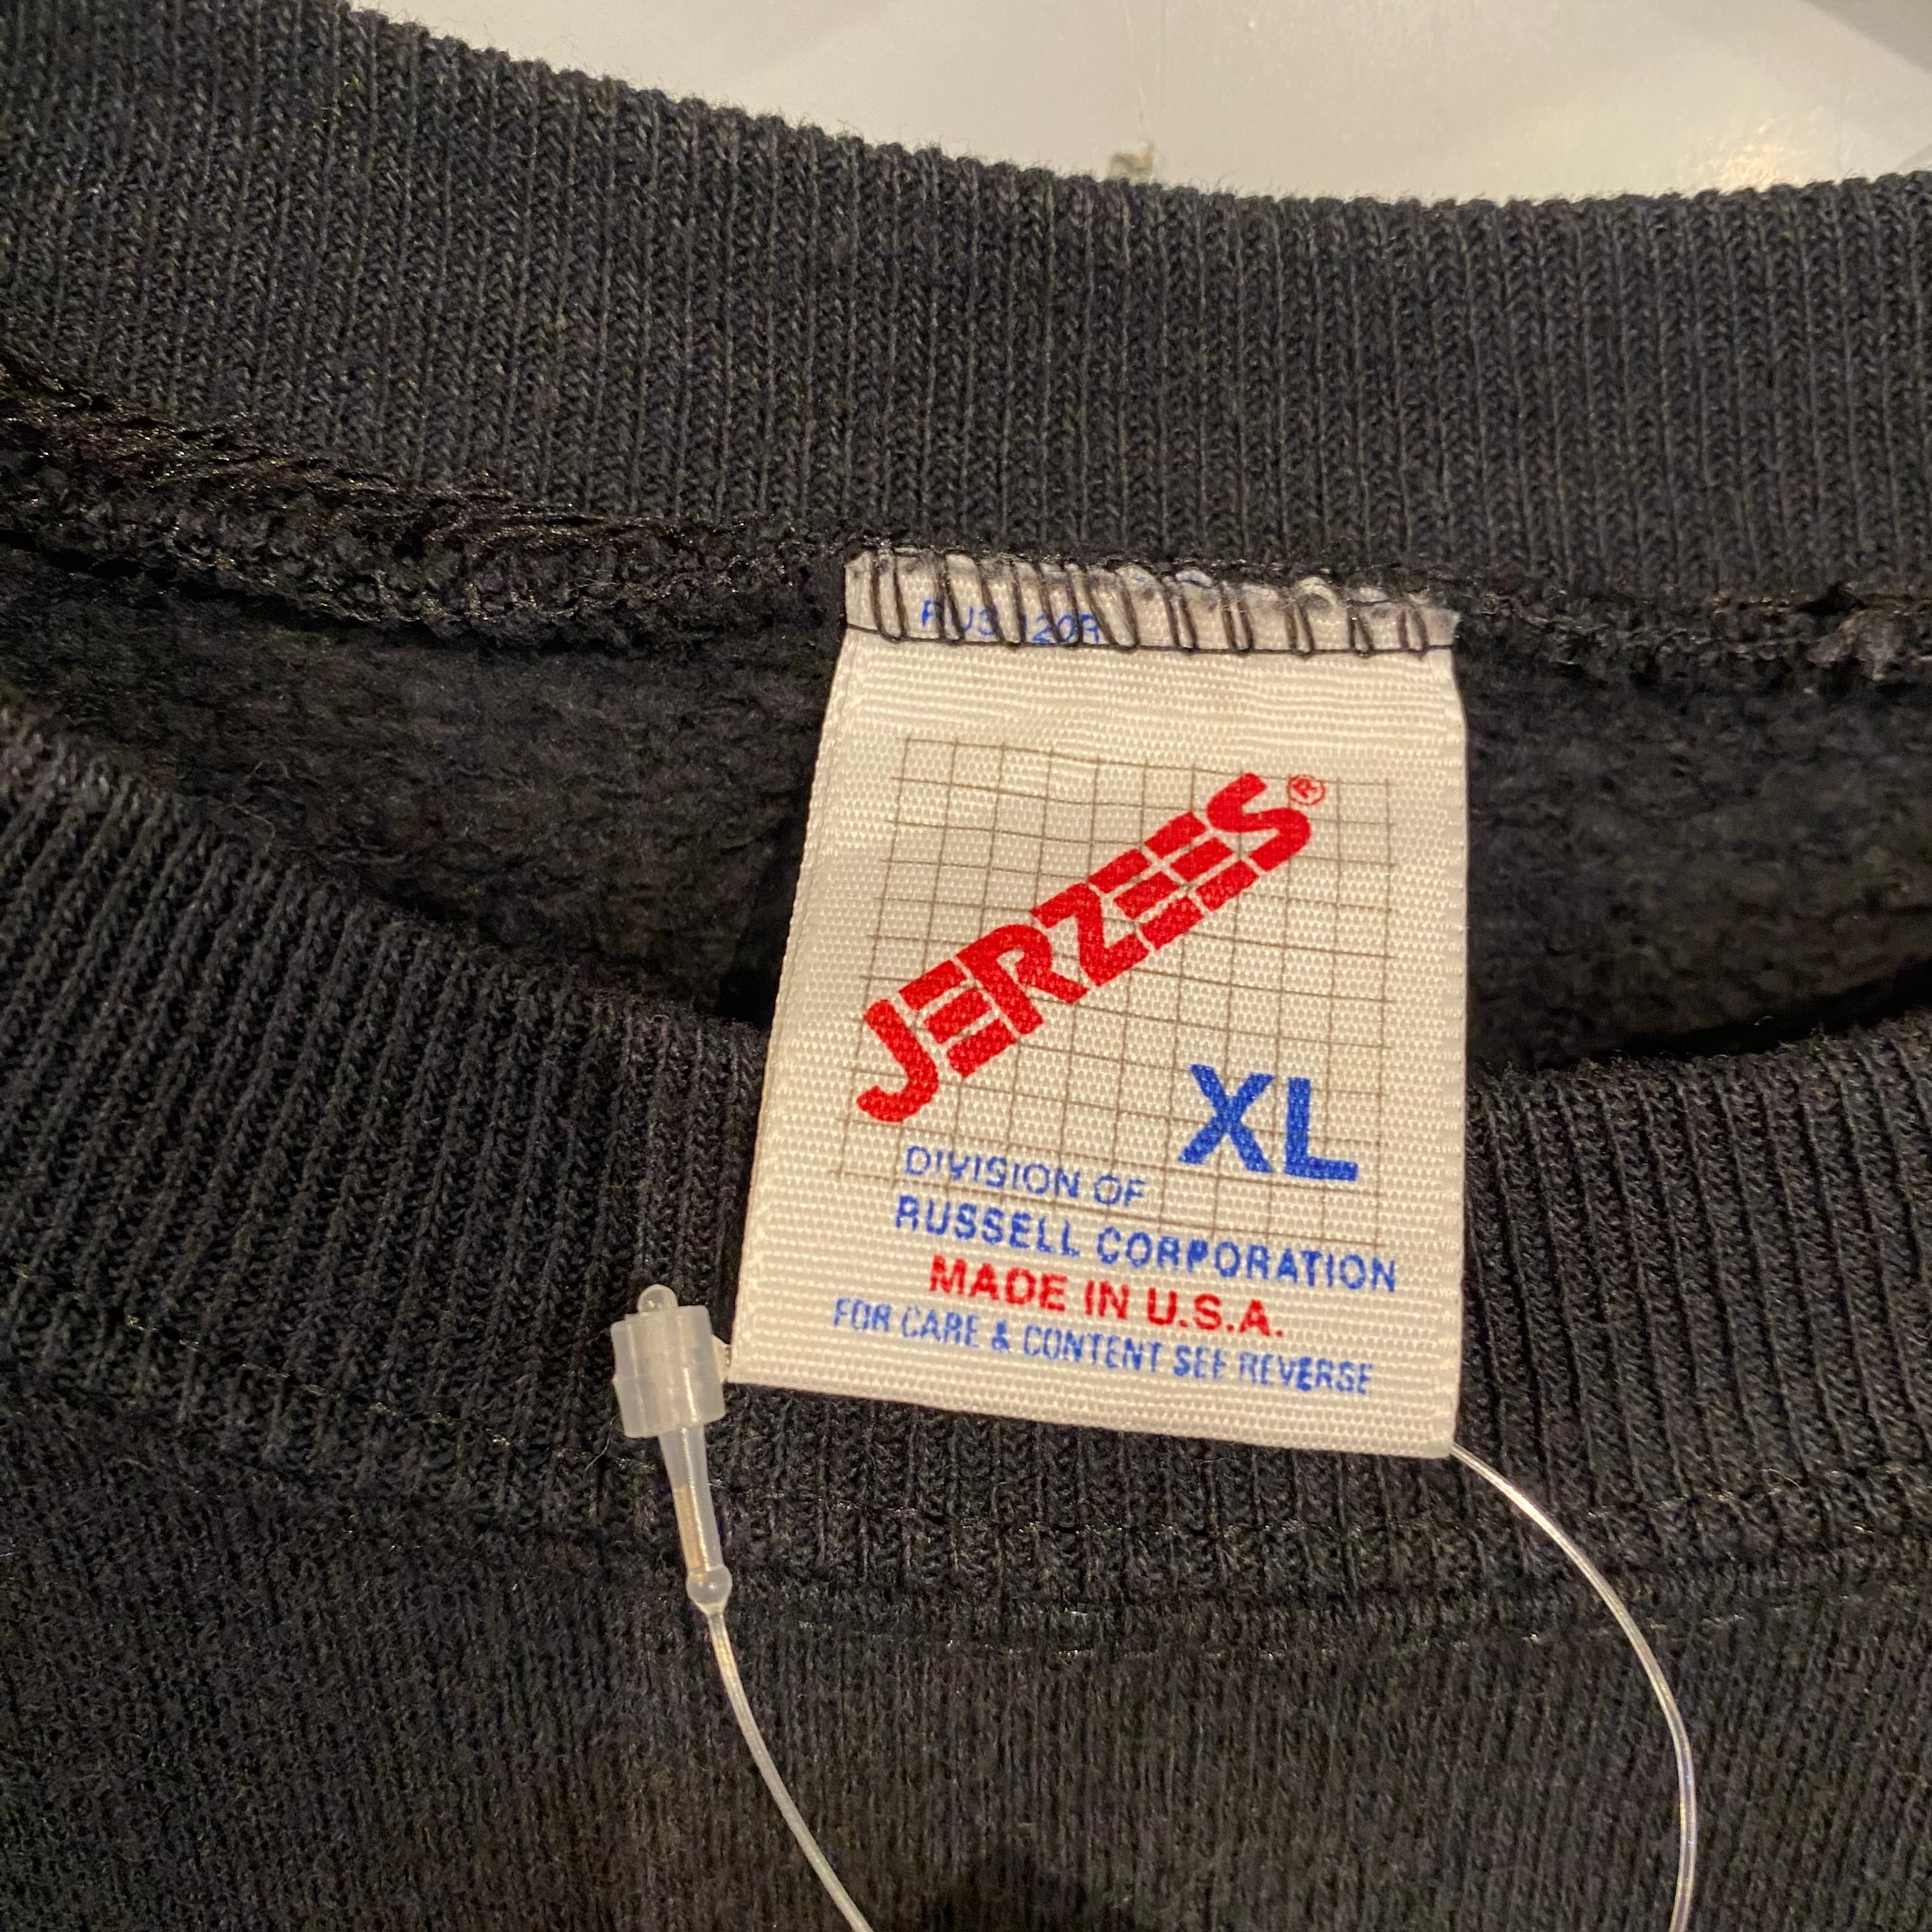 JERZEES®
XL
DIVISION OF
RUSSELL CORPORATION
MADE IN U.S.A.
FOR CARE & CONTENT SEE REVERSE